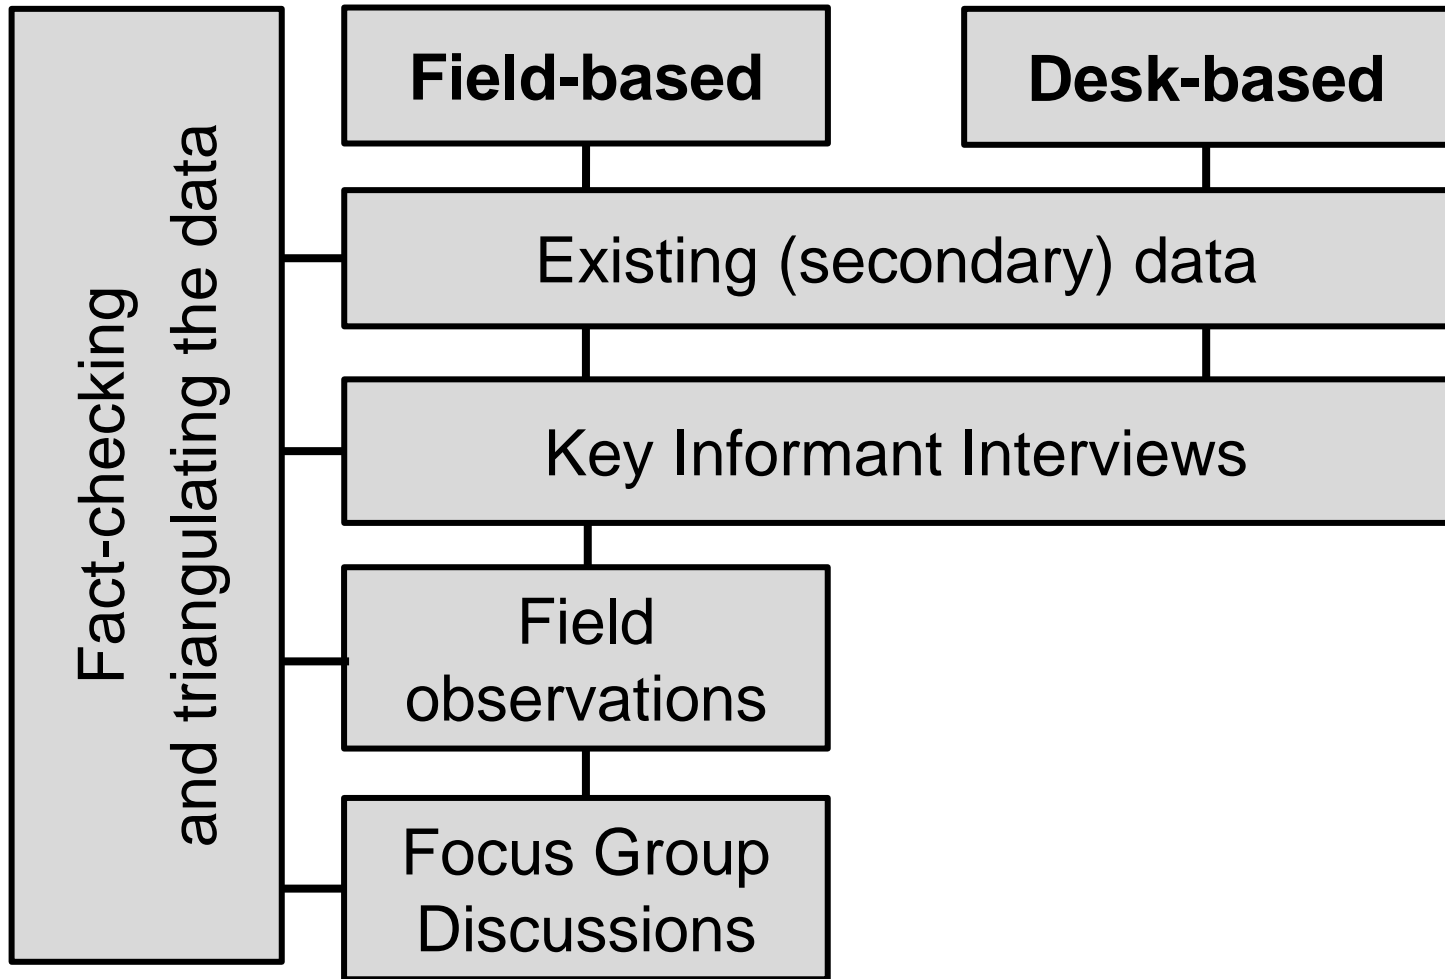 Fact-checking
and triangulating the data
Field-based
Desk-based
Existing (secondary) data
Key Informant Interviews
Field
observations
Focus Group
Discussions